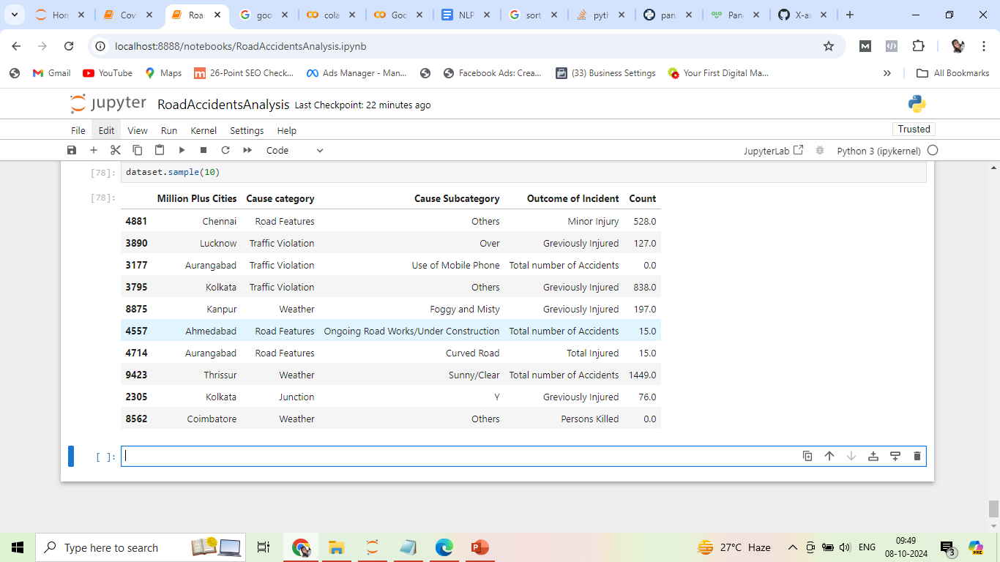 Hon
Covi
Roa
goo
cola
Goo
NLP
sort
pyth
pan
Pan
X-ax
localhost:8888/notebooks/RoadAccidentsAnalysis.ipynb
Gmail YouTube Maps 26-Point SEO Check... Ads Manager - Man... Facebook Ads: Crea... (33) Business Settings Your First Digital Ma... All Bookmarks
jupyter RoadAccidentsAnalysis Last Checkpoint: 22 minutes ago
File Edit View Run Kernel Settings Help Trusted
Code JupyterLab Python 3 (ipykernel)
[78]: dataset.sample(10)
[78]: Million Plus Cities Cause category Cause Subcategory Outcome of Incident Count
4881 Chennai Road Features Others Minor Injury 528.0
3890 Lucknow Traffic Violation Over Greviously Injured 127.0
3177 Aurangabad Traffic Violation Use of Mobile Phone Total number of Accidents 0.0
3795 Kolkata Traffic Violation Others Greviously Injured 838.0
8875 Kanpur Weather Foggy and Misty Greviously Injured 197.0
4557 Ahmedabad Road Features Ongoing Road Works/Under Construction Total number of Accidents 15.0
4714 Aurangabad Road Features Curved Road Total Injured 15.0
9423 Thrissur Weather Sunny/Clear Total number of Accidents 1449.0
2305 Kolkata Junction Y Greviously Injured 76.0
8562 Coimbatore Weather Others Persons Killed 0.0
[ ]:
Type here to search 27°C Haze ENG 09:49
08-10-2024 3